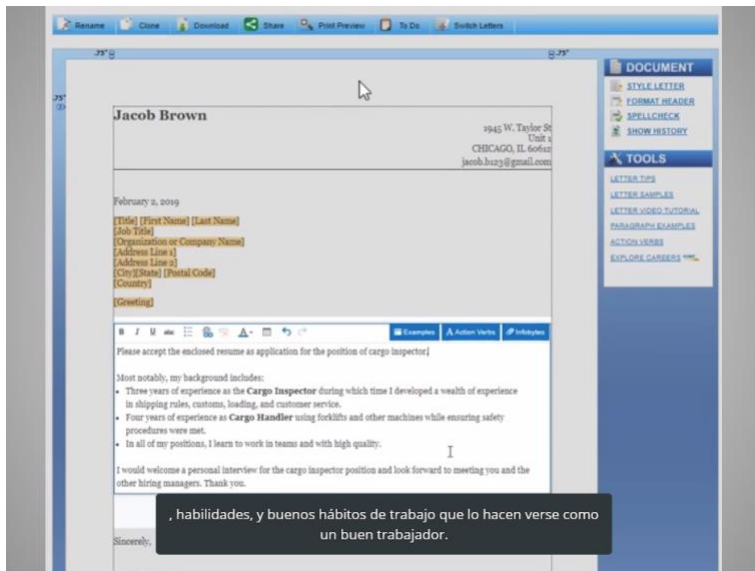 Rename Clone Download Share Print Preview To Do Switch Letters
.75" .75"
.75"
Jacob Brown
1945 W. Taylor St
Unit 1
CHICAGO, IL 60612
jacob.b123@gmail.com
February 2, 2019
[Title] [First Name] [Last Name]
[Job Title]
[Organization or Company Name]
[Address Line 1]
[Address Line 2]
[City][State] [Postal Code]
[Country]
[Greeting]
B I U abc A Examples Action Verbs Infobytes
Please accept the enclosed resume as application for the position of cargo inspector.
Most notably, my background includes:
• Three years of experience as the Cargo Inspector during which time I developed a wealth of experience
in shipping rules, customs, loading, and customer service.
• Four years of experience as Cargo Handler using forklifts and other machines while ensuring safety
procedures were met.
• In all of my positions, I learn to work in teams and with high quality.
I would welcome a personal interview for the cargo inspector position and look forward to meeting you and the
other hiring managers. Thank you.
Sincerely,
, habilidades, y buenos hábitos de trabajo que lo hacen verse como
un buen trabajador.
DOCUMENT
STYLE LETTER
FORMAT HEADER
SPELLCHECK
SHOW HISTORY
TOOLS
LETTER TIPS
LETTER SAMPLES
LETTER VIDEO TUTORIAL
PARAGRAPH EXAMPLES
ACTION VERBS
EXPLORE CAREERS